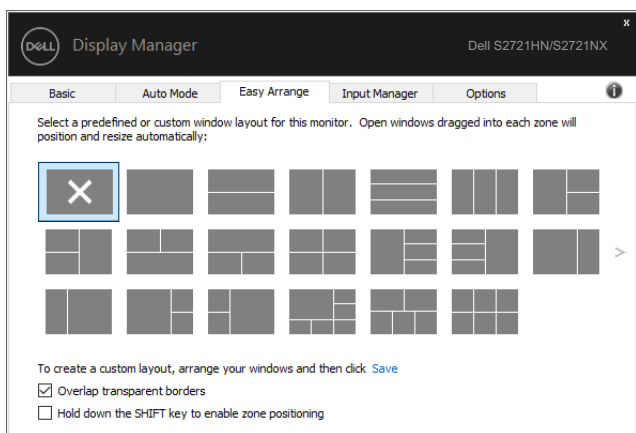 x
DELL Display Manager Dell S2721HN/S2721NX
Basic Auto Mode Easy Arrange Input Manager Options
Select a predefined or custom window layout for this monitor. Open windows dragged into each zone will
position and resize automatically:
>
To create a custom layout, arrange your windows and then click Save
Overlap transparent borders
Hold down the SHIFT key to enable zone positioning